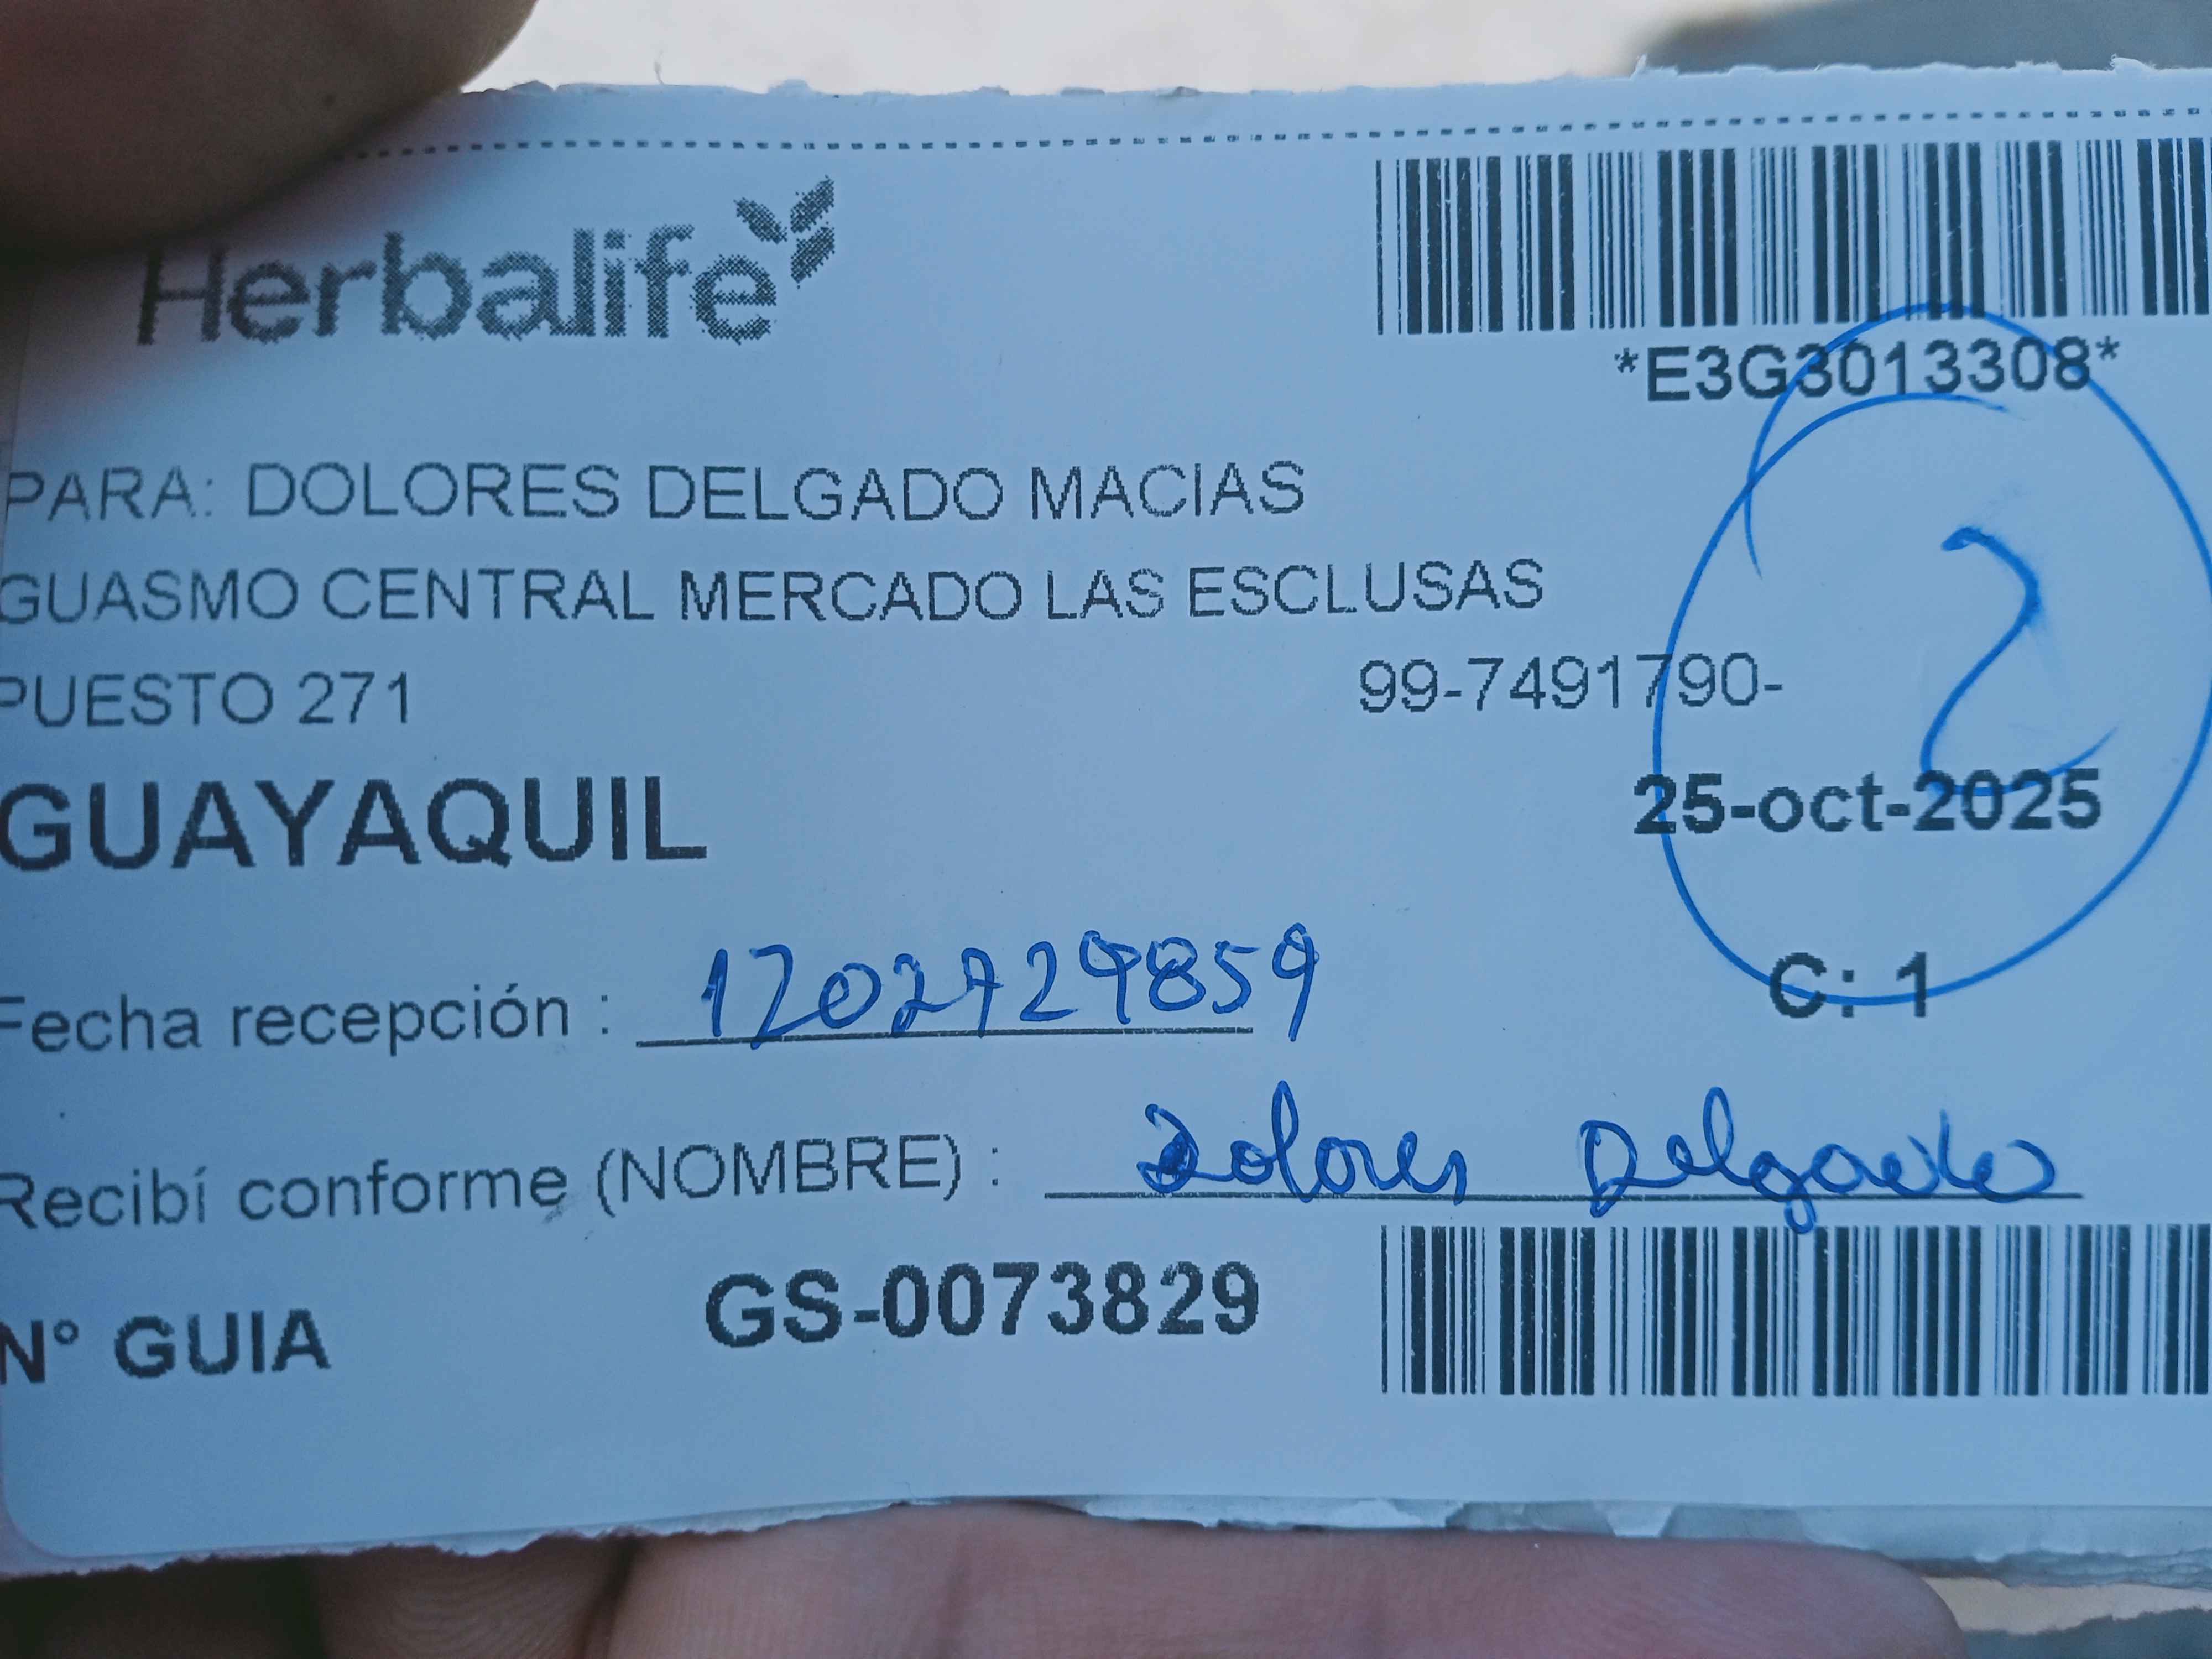 Herbalife
*E3G3013308*
PARA: DOLORES DELGADO MACIAS
GUASMO CENTRAL MERCADO LAS ESCLUSAS
PUESTO 271 99-7491790-
2
GUAYAQUIL 25-oct-2025
Fecha recepción : 1202729859 C: 1
Recibí conforme (NOMBRE) : Dolores Delgado
N° GUIA GS-0073829